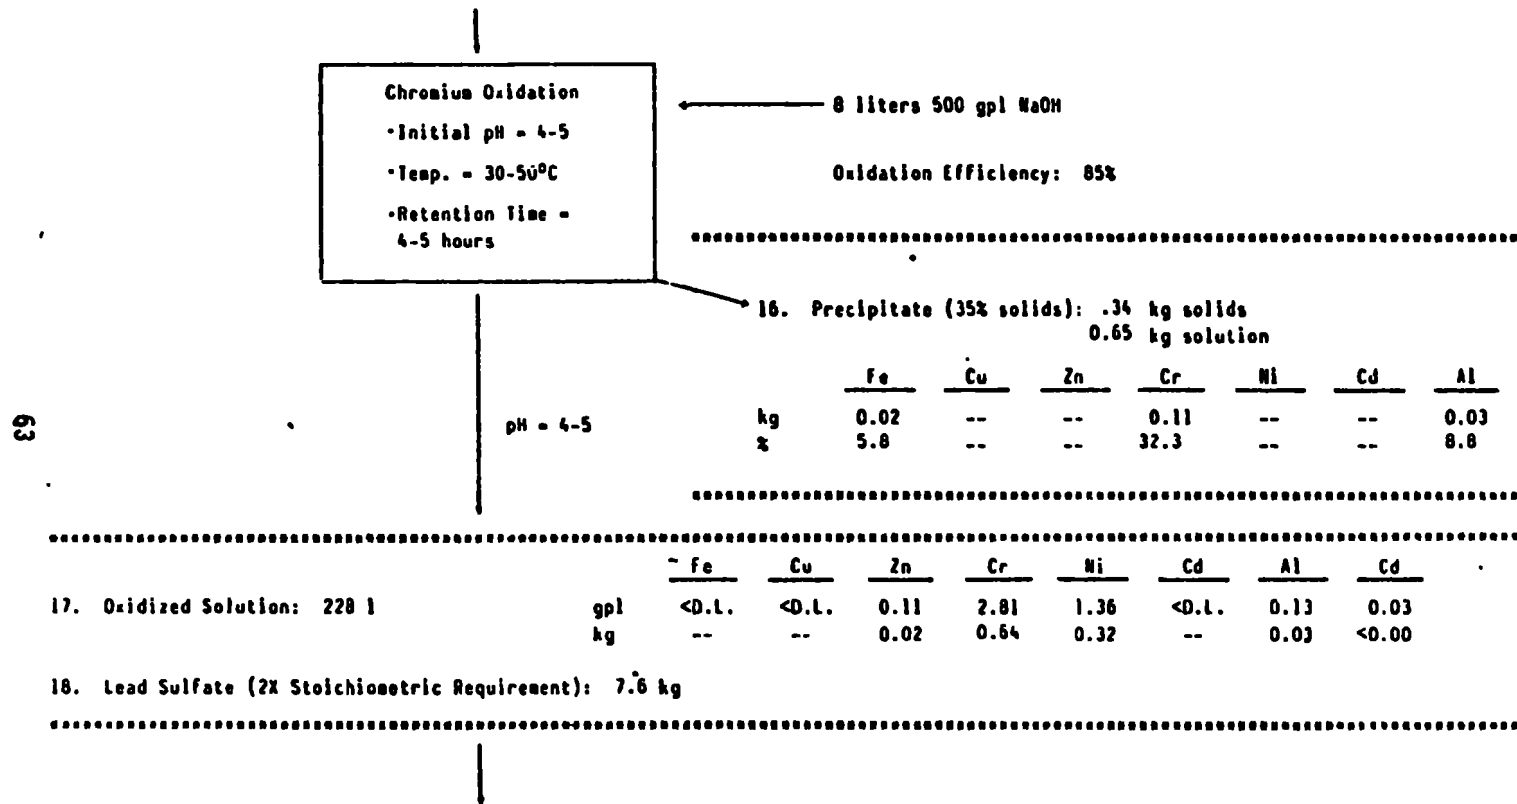 Chromium Oxidation
•Initial pH = 4-5
•Temp. = 30-50°C
•Retention Time =
4-5 hours
8 liters 500 gpl NaOH
Oxidation Efficiency: 85%
16. Precipitate (35% solids): .34 kg solids
0.65 kg solution
Fe Cu Zn Cr Ni Cd Al
kg 0.02 -- -- 0.11 -- -- 0.03
% 5.8 -- -- 32.3 -- -- 8.8
pH = 4-5
63
Fe Cu Zn Cr Ni Cd Al Cd
17. Oxidized Solution: 228 l gpl <D.L. <D.L. 0.11 2.81 1.36 <D.L. 0.13 0.03
kg -- -- 0.02 0.64 0.32 -- 0.03 <0.00
18. Lead Sulfate (2X Stoichiometric Requirement): 7.6 kg